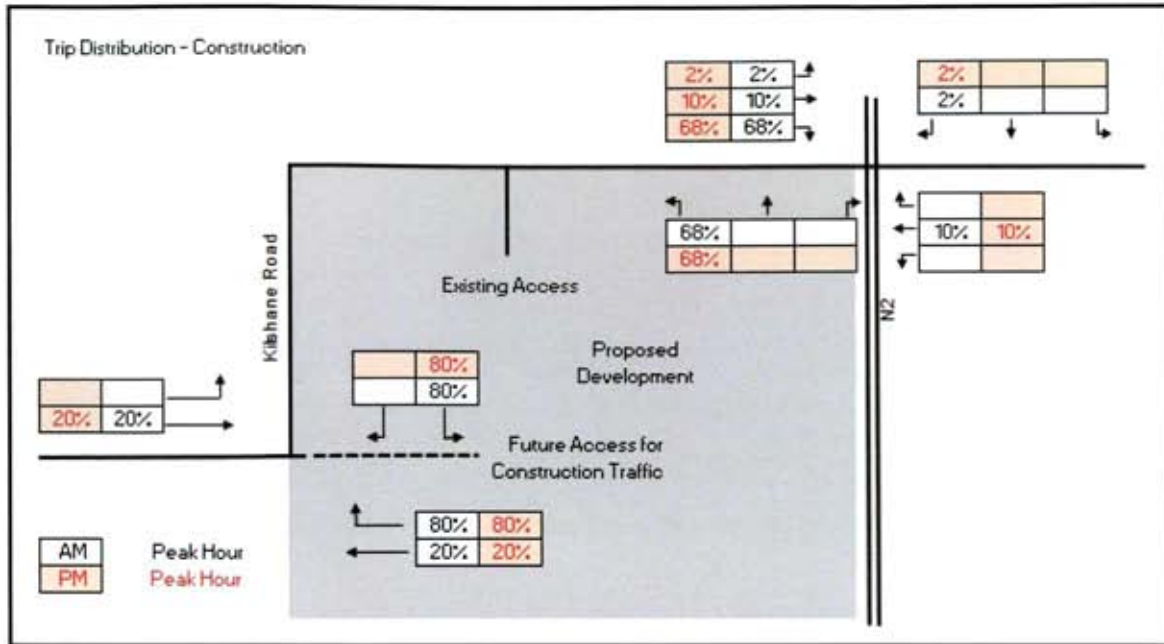 Trip Distribution - Construction
2% 2%
10% 10%
68% 68%
2%
2%
68%
68%
10% 10%
Kilshane Road
Existing Access
N2
Proposed
Development
80%
80%
20% 20%
Future Access for
Construction Traffic
80% 80%
20% 20%
AM Peak Hour
PM Peak Hour